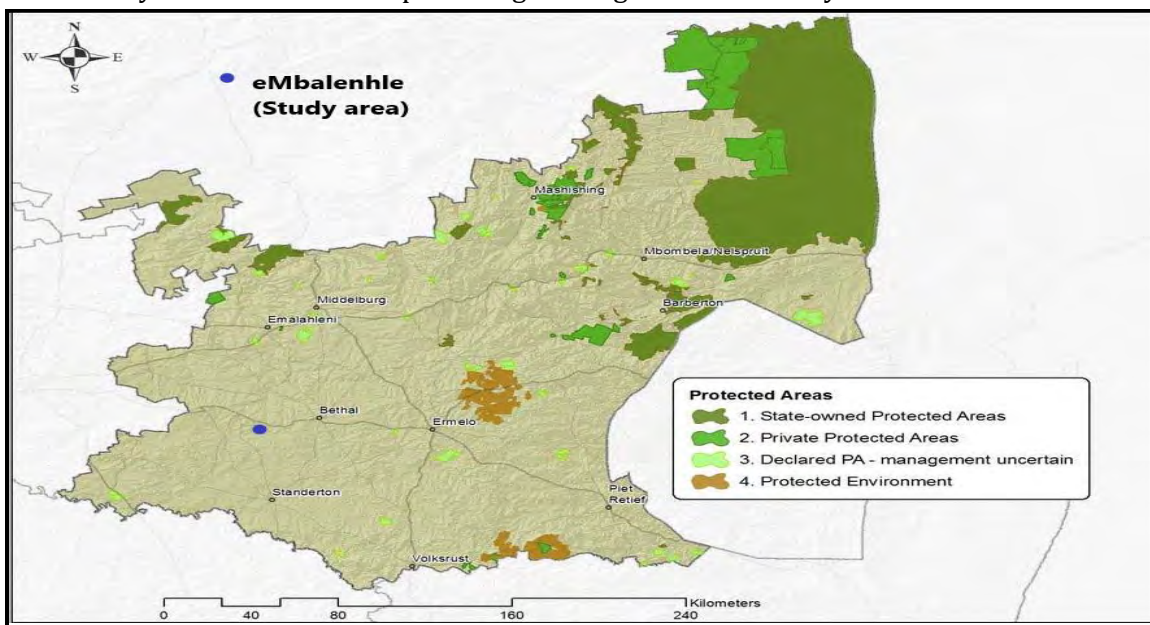 N
W E
S
eMbalenhle
(Study area)
Mashishing
Mbombela/Nelspruit
Middelburg
Barberton
Emalahleni
Protected Areas
1. State-owned Protected Areas
2. Private Protected Areas
3. Declared PA - management uncertain
4. Protected Environment
Bethal
Ermelo
Standerton
Piet
Retief
Volksrust
Kilometers
0 40 80 160 240